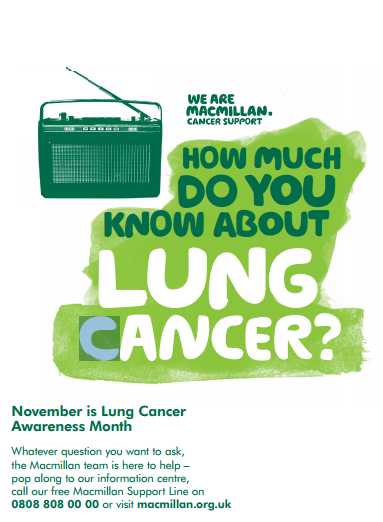 WE ARE
MACMILLAN.
CANCER SUPPORT
HOW MUCH
DO YOU
KNOW ABOUT
LUNG
CANCER?
November is Lung Cancer
Awareness Month
Whatever question you want to ask,
the Macmillan team is here to help –
pop along to our information centre,
call our free Macmillan Support Line on
0808 808 00 00 or visit macmillan.org.uk